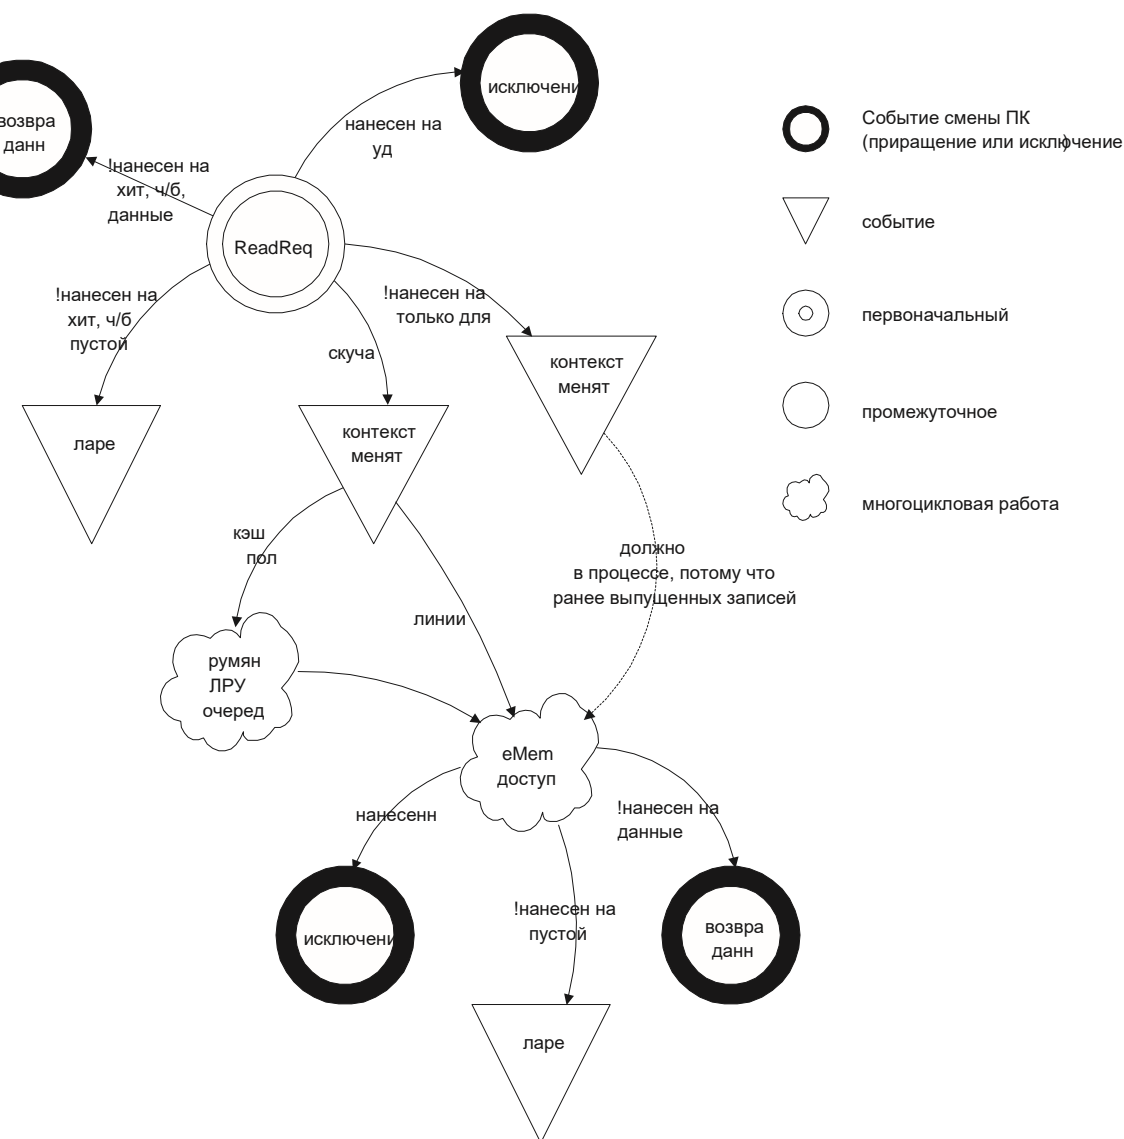 исключени
возвра
данн
нанесен на
уд
!нанесен на
хит, ч/б,
данные
ReadReq
!нанесен на
хит, ч/б
пустой
скуча
!нанесен на
только для
контекст
менят
ларе
контекст
менят
кэш
пол
линии
должно
в процессе, потому что
ранее выпущенных записей
румян
ЛРУ
очеред
eMem
доступ
нанесенн
!нанесен на
данные
!нанесен на
пустой
исключени
возвра
данн
ларе
Событие смены ПК
(приращение или исключение)
событие
первоначальный
промежуточное
многоцикловая работа